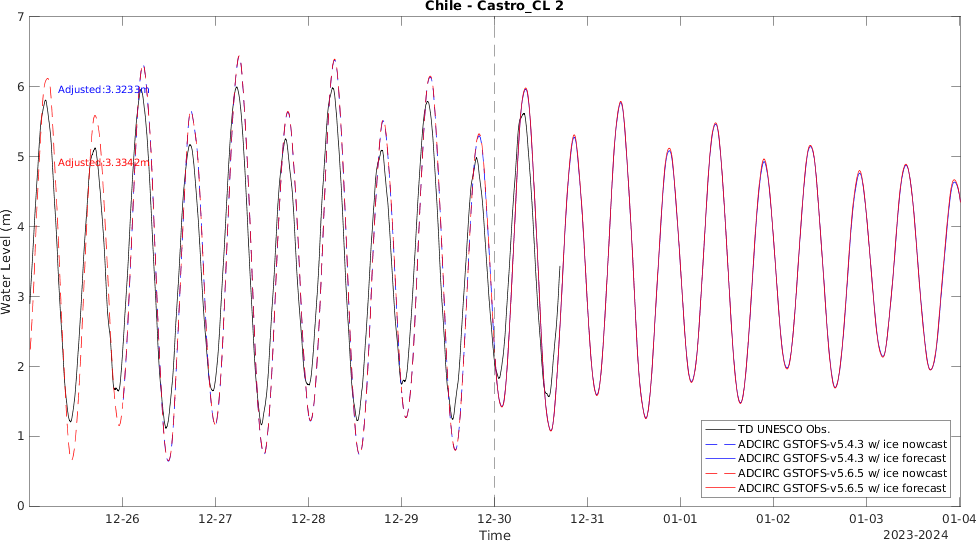 Chile - Castro_CL 2
7
6
5
4
3
2
1
0
Water Level (m)
Adjusted:3.3233m
Adjusted:3.3342m
TD UNESCO Obs.
ADCIRC GSTOFS-v5.4.3 w/ ice nowcast
ADCIRC GSTOFS-v5.4.3 w/ ice forecast
ADCIRC GSTOFS-v5.6.5 w/ ice nowcast
ADCIRC GSTOFS-v5.6.5 w/ ice forecast
12-26 12-27 12-28 12-29 12-30 12-31 01-01 01-02 01-03 01-04
Time
2023-2024